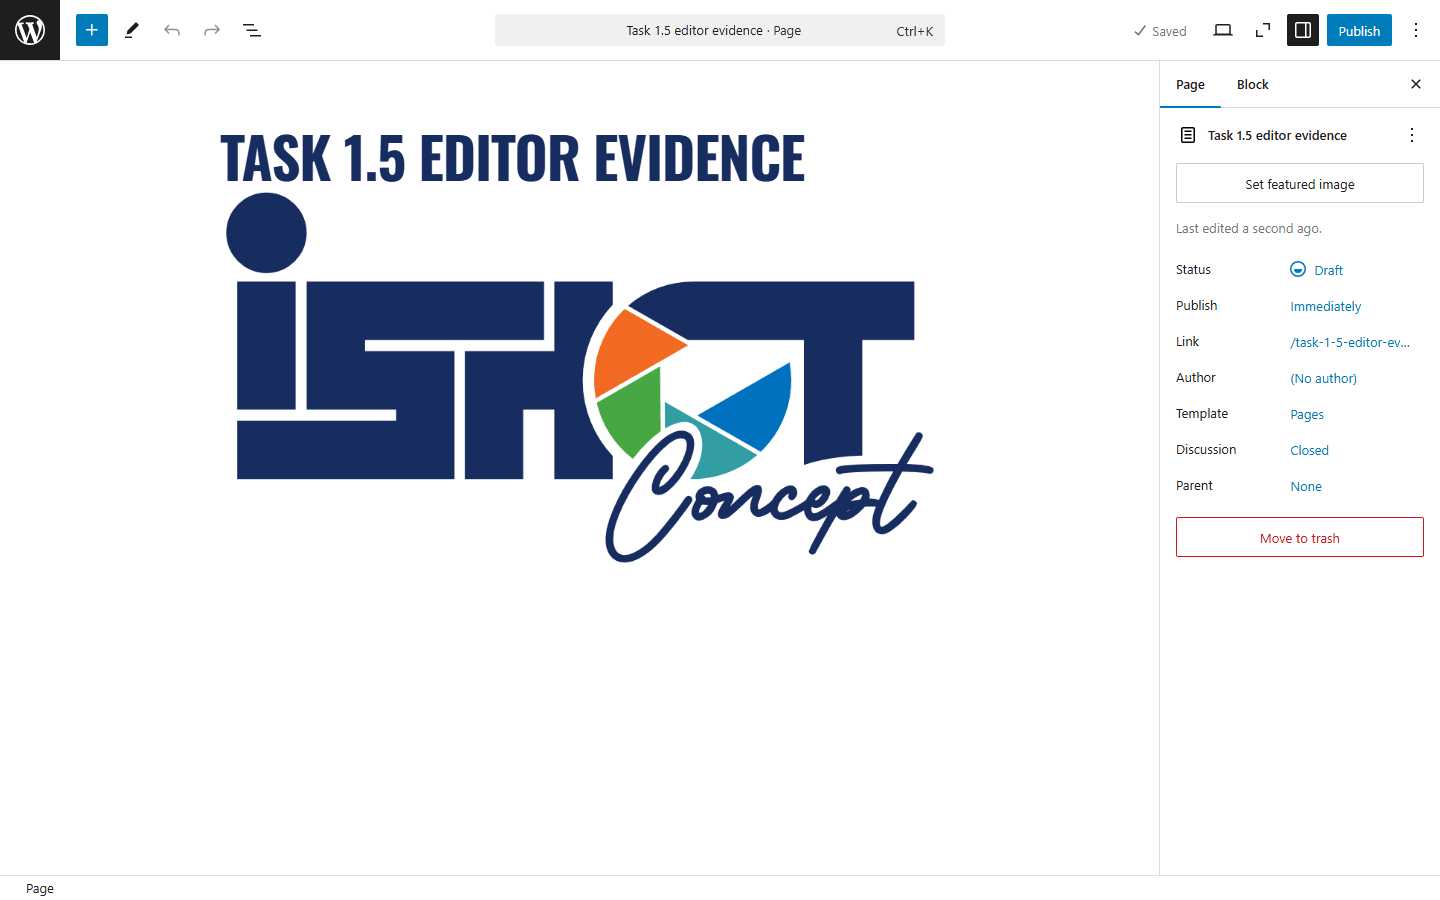 Task 1.5 editor evidence · Page
Ctrl+K
Saved
Publish
Page
Block
TASK 1.5 EDITOR EVIDENCE
iSHOT
Concept
Task 1.5 editor evidence
Set featured image
Last edited a second ago.
Status Draft
Publish Immediately
Link /task-1-5-editor-ev...
Author (No author)
Template Pages
Discussion Closed
Parent None
Move to trash
Page